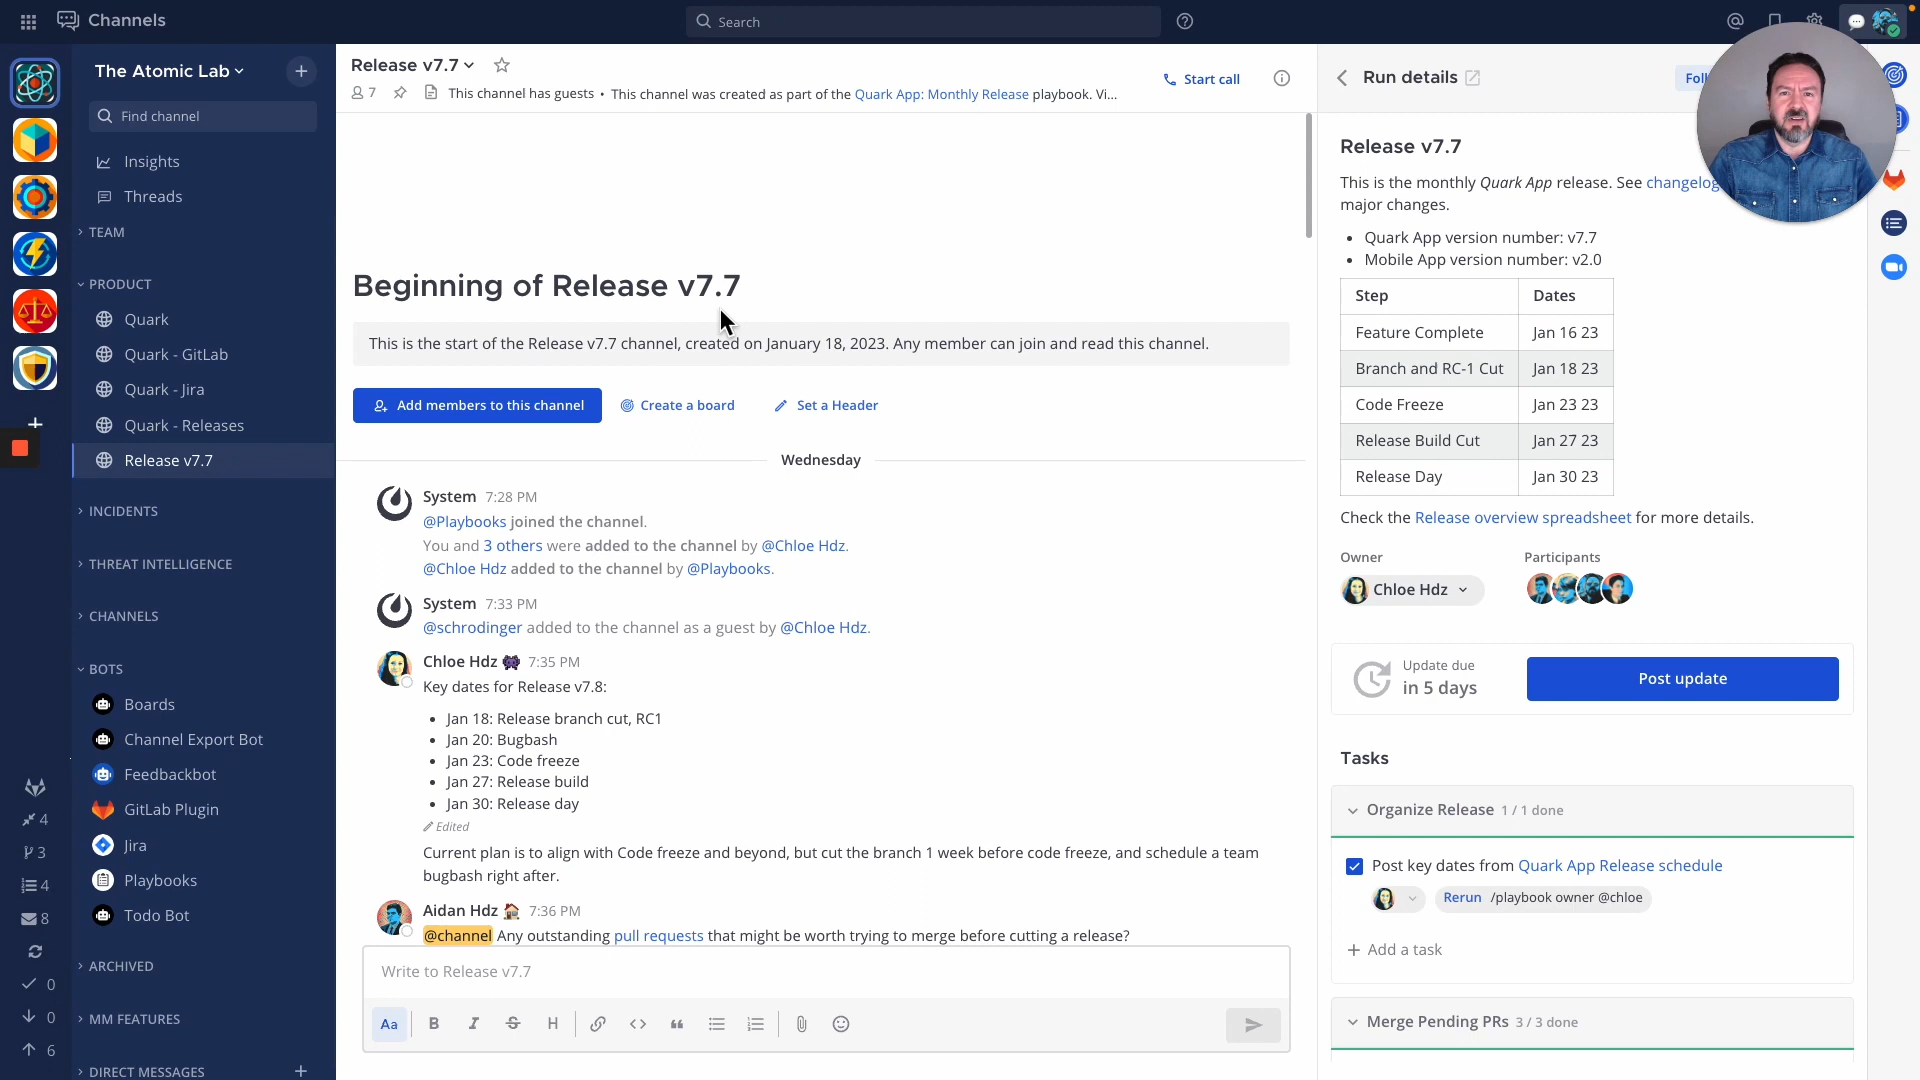 Channels
Search
The Atomic Lab
Find channel
Insights
Threads
TEAM
PRODUCT
Quark
Quark - GitLab
Quark - Jira
Quark - Releases
Release v7.7
INCIDENTS
THREAT INTELLIGENCE
CHANNELS
BOTS
Boards
Channel Export Bot
Feedbackbot
GitLab Plugin
Jira
Playbooks
Todo Bot
ARCHIVED
MM FEATURES
DIRECT MESSAGES
4
3
4
8
0
0
6
Release v7.7
7 This channel has guests • This channel was created as part of the Quark App: Monthly Release playbook. Vi...
Start call
Beginning of Release v7.7
This is the start of the Release v7.7 channel, created on January 18, 2023. Any member can join and read this channel.
Add members to this channel
Create a board
Set a Header
Wednesday
System 7:28 PM
@Playbooks joined the channel.
You and 3 others were added to the channel by @Chloe Hdz.
@Chloe Hdz added to the channel by @Playbooks.
System 7:33 PM
@schrodinger added to the channel as a guest by @Chloe Hdz.
Chloe Hdz 7:35 PM
Key dates for Release v7.8:
• Jan 18: Release branch cut, RC1
• Jan 20: Bugbash
• Jan 23: Code freeze
• Jan 27: Release build
• Jan 30: Release day
Edited
Current plan is to align with Code freeze and beyond, but cut the branch 1 week before code freeze, and schedule a team
bugbash right after.
Aidan Hdz 7:36 PM
@channel Any outstanding pull requests that might be worth trying to merge before cutting a release?
Write to Release v7.7
Aa B I S H
Run details
Foll
Release v7.7
This is the monthly Quark App release. See changelog
major changes.
• Quark App version number: v7.7
• Mobile App version number: v2.0
Step Dates
Feature Complete Jan 16 23
Branch and RC-1 Cut Jan 18 23
Code Freeze Jan 23 23
Release Build Cut Jan 27 23
Release Day Jan 30 23
Check the Release overview spreadsheet for more details.
Owner
Participants
Chloe Hdz
Update due
in 5 days
Post update
Tasks
Organize Release 1 / 1 done
Post key dates from Quark App Release schedule
Rerun /playbook owner @chloe
+ Add a task
Merge Pending PRs 3 / 3 done